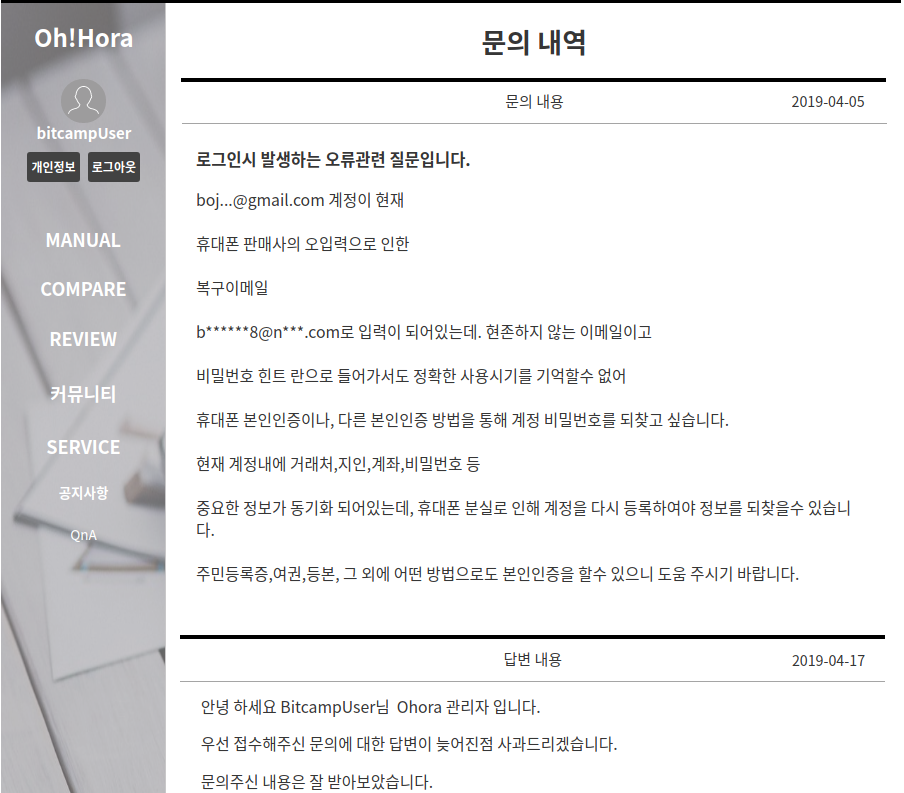 Oh!Hora
bitcampUser
개인정보 로그아웃
MANUAL
COMPARE
REVIEW
커뮤니티
SERVICE
공지사항
QnA
문의 내역
문의 내용 2019-04-05
로그인시 발생하는 오류관련 질문입니다.
boj...@gmail.com 계정이 현재
휴대폰 판매사의 오입력으로 인한
복구이메일
b******8@n***.com로 입력이 되어있는데. 현존하지 않는 이메일이고
비밀번호 힌트 란으로 들어가서도 정확한 사용시기를 기억할수 없어
휴대폰 본인인증이나, 다른 본인인증 방법을 통해 계정 비밀번호를 되찾고 싶습니다.
현재 계정내에 거래처,지인,계좌,비밀번호 등
중요한 정보가 동기화 되어있는데, 휴대폰 분실로 인해 계정을 다시 등록하여야 정보를 되찾을수 있습니
다.
주민등록증,여권,등본, 그 외에 어떤 방법으로도 본인인증을 할수 있으니 도움 주시기 바랍니다.
답변 내용 2019-04-17
안녕 하세요 BitcampUser님  Ohora 관리자 입니다.
우선 접수해주신 문의에 대한 답변이 늦어진점 사과드리겠습니다.
문의주신 내용은 잘 받아보았습니다.